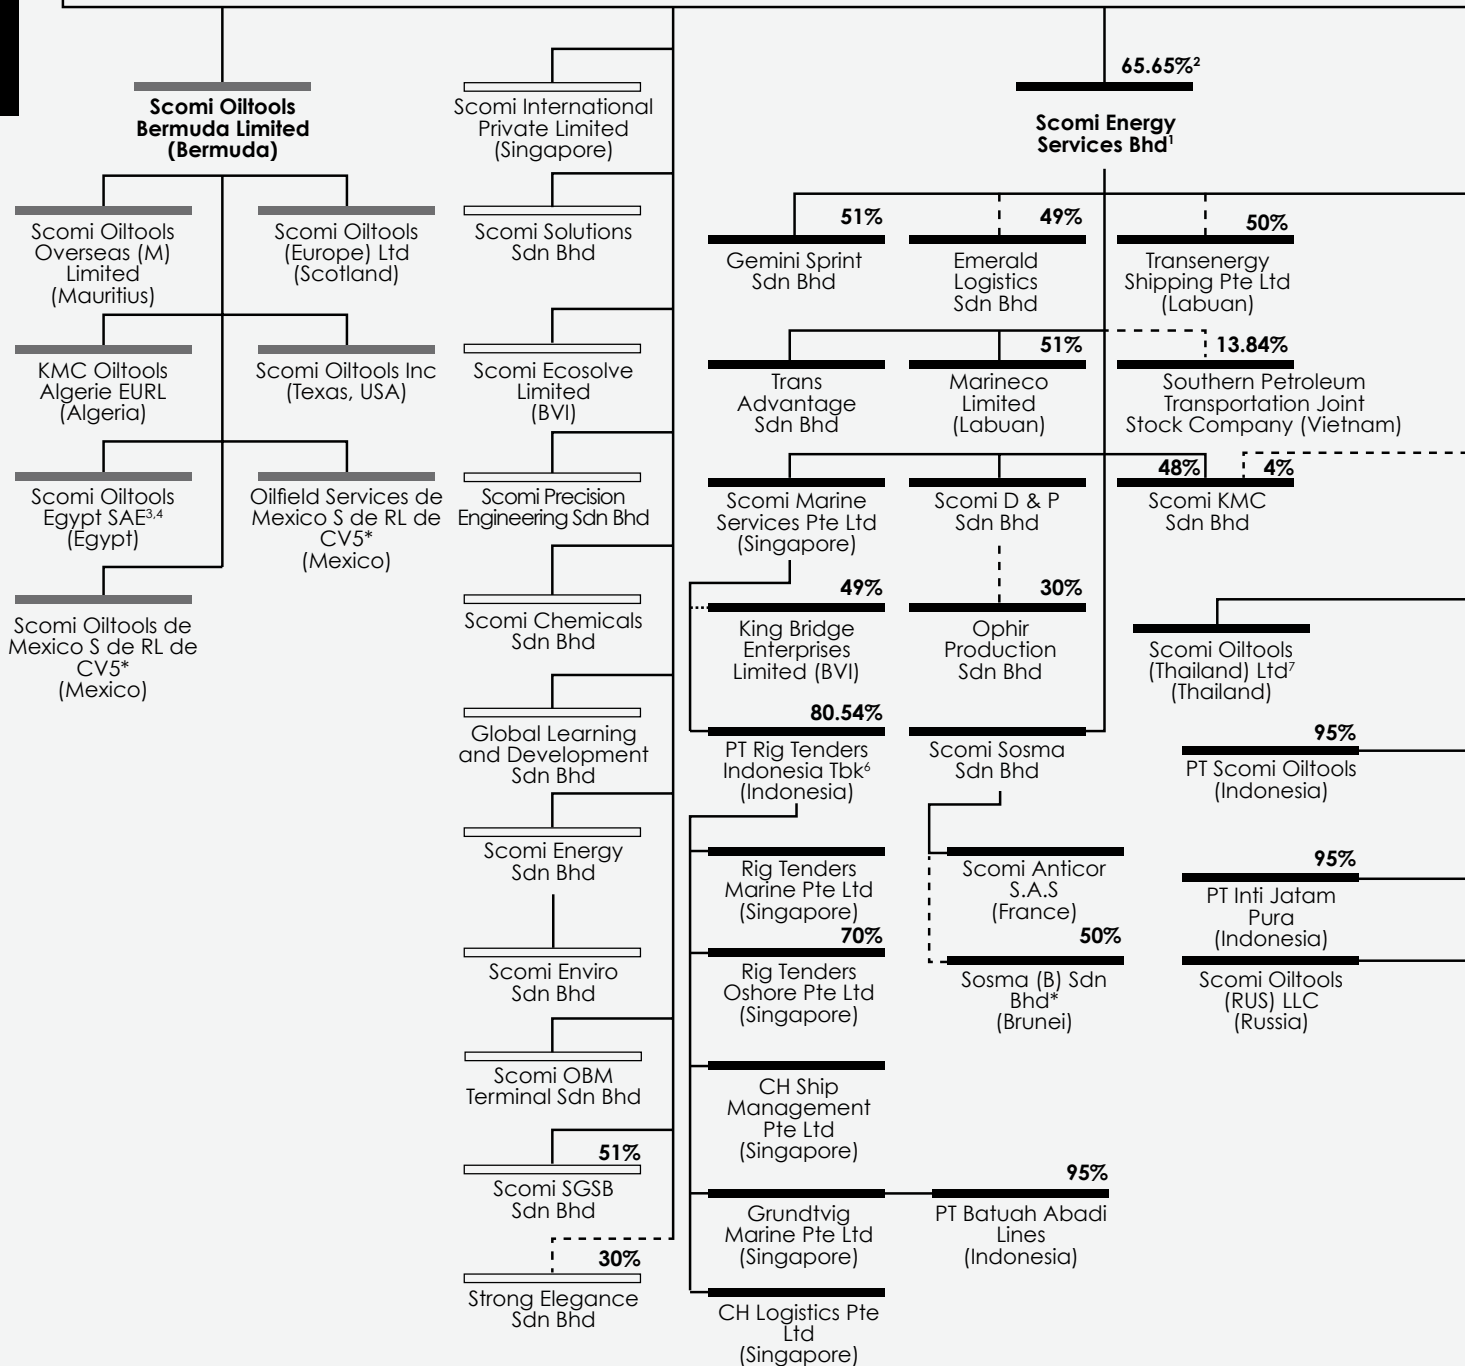 Scomi Oiltools
Bermuda Limited
(Bermuda)
Scomi Oiltools
Overseas (M)
Limited
(Mauritius)
Scomi Oiltools
(Europe) Ltd
(Scotland)
KMC Oiltools
Algerie EURL
(Algeria)
Scomi Oiltools Inc
(Texas, USA)
Scomi Oiltools
Egypt SAE3,4
(Egypt)
Oilfield Services de
Mexico S de RL de
CV5*
(Mexico)
Scomi Oiltools de
Mexico S de RL de
CV5*
(Mexico)
Scomi International
Private Limited
(Singapore)
Scomi Solutions
Sdn Bhd
Scomi Ecosolve
Limited
(BVI)
Scomi Precision
Engineering Sdn Bhd
Scomi Chemicals
Sdn Bhd
Global Learning
and Development
Sdn Bhd
Scomi Energy
Sdn Bhd
Scomi Enviro
Sdn Bhd
Scomi OBM
Terminal Sdn Bhd
51%
Scomi SGSB
Sdn Bhd
30%
Strong Elegance
Sdn Bhd
65.65%2
Scomi Energy
Services Bhd1
51%
Gemini Sprint
Sdn Bhd
49%
Emerald
Logistics
Sdn Bhd
50%
Transenergy
Shipping Pte Ltd
(Labuan)
Trans
Advantage
Sdn Bhd
51%
Marineco
Limited
(Labuan)
13.84%
Southern Petroleum
Transportation Joint
Stock Company (Vietnam)
Scomi Marine
Services Pte Ltd
(Singapore)
Scomi D & P
Sdn Bhd
48% 4%
Scomi KMC
Sdn Bhd
49%
King Bridge
Enterprises
Limited (BVI)
30%
Ophir
Production
Sdn Bhd
Scomi Oiltools
(Thailand) Ltd7
(Thailand)
80.54%
PT Rig Tenders
Indonesia Tbk6
(Indonesia)
Scomi Sosma
Sdn Bhd
95%
PT Scomi Oiltools
(Indonesia)
Rig Tenders
Marine Pte Ltd
(Singapore)
Scomi Anticor
S.A.S
(France)
95%
PT Inti Jatam
Pura
(Indonesia)
70%
Rig Tenders
Oshore Pte Ltd
(Singapore)
50%
Sosma (B) Sdn
Bhd*
(Brunei)
Scomi Oiltools
(RUS) LLC
(Russia)
CH Ship
Management
Pte Ltd
(Singapore)
Grundtvig
Marine Pte Ltd
(Singapore)
95%
PT Batuah Abadi
Lines
(Indonesia)
CH Logistics Pte
Ltd
(Singapore)